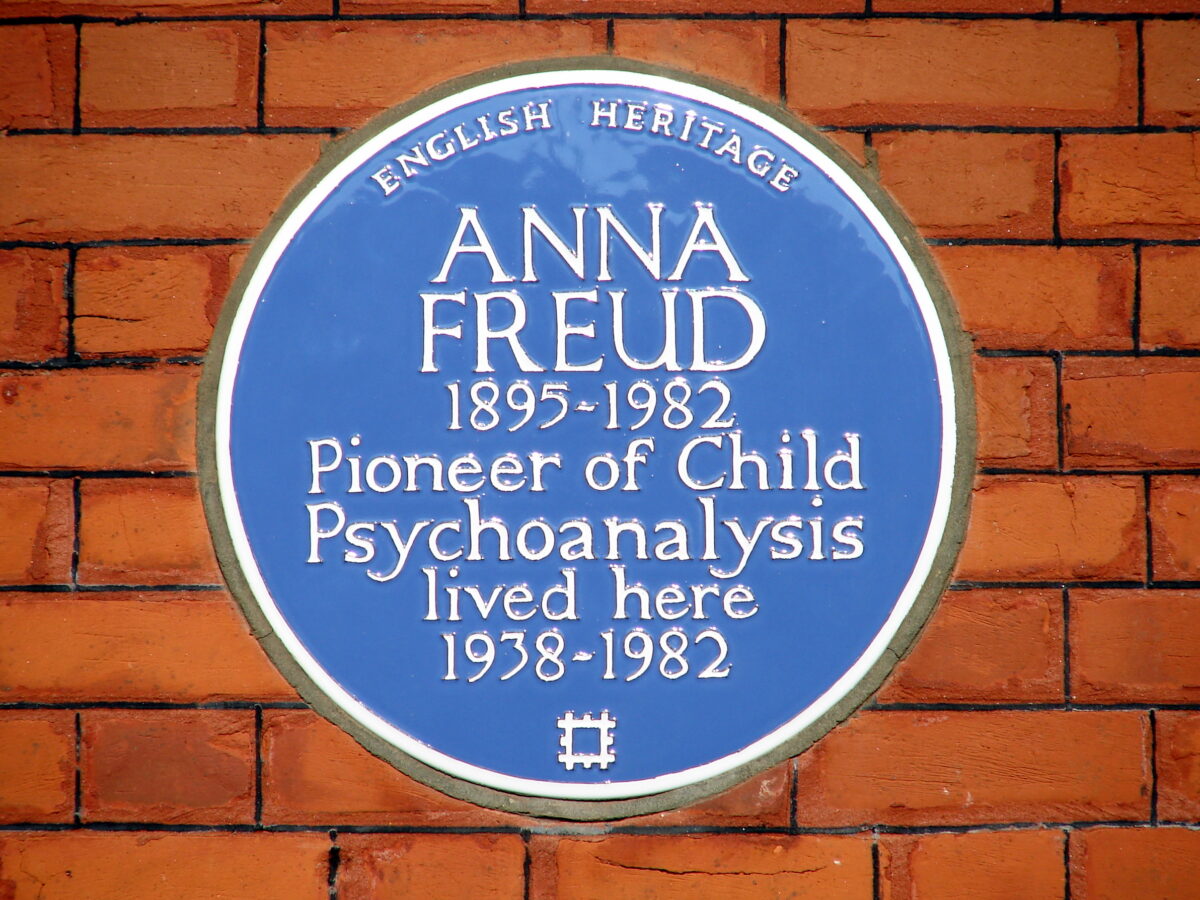 ENGLISH HERITAGE
ANNA
FREUD
1895-1982
Pioneer of Child
Psychoanalysis
lived here
1938-1982